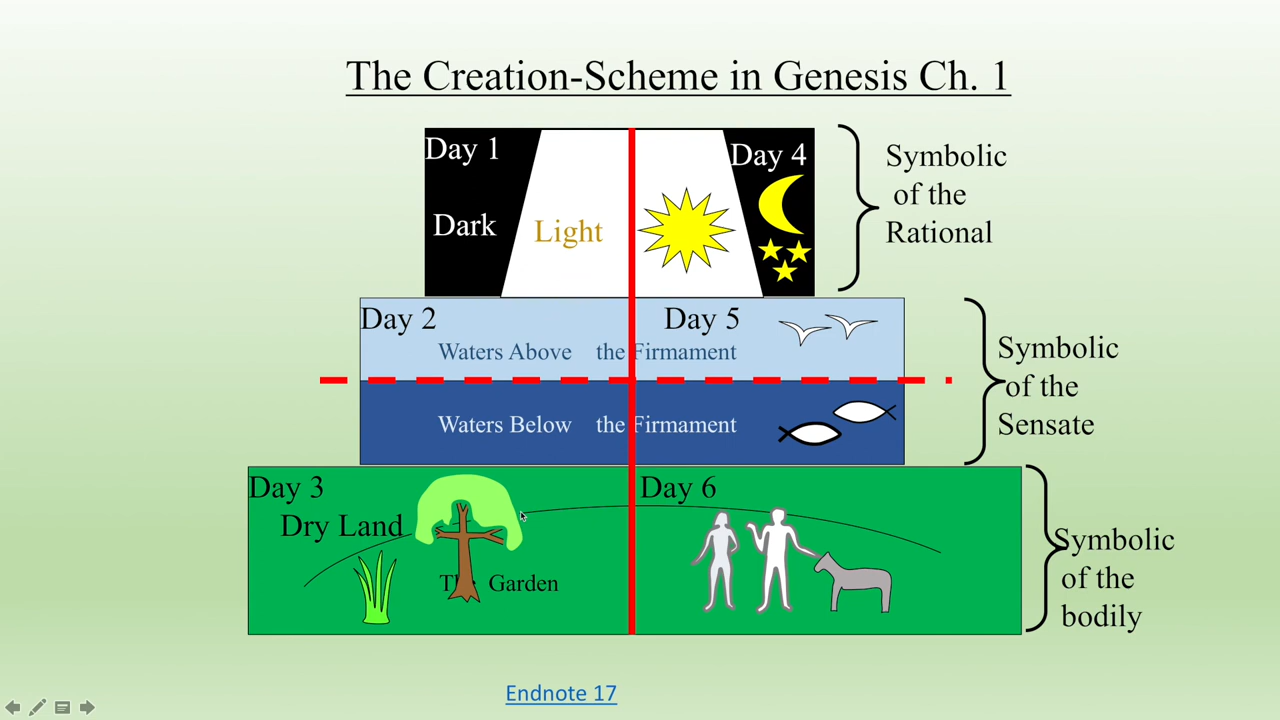 The Creation-Scheme in Genesis Ch. 1
Day 1
Dark
Light
Day 4
Symbolic
of the
Rational
Day 2
Day 5
Waters Above the Firmament
Waters Below the Firmament
Symbolic
of the
Sensate
Day 3
Dry Land
Garden
Day 6
Symbolic
of the
bodily
Endnote 17